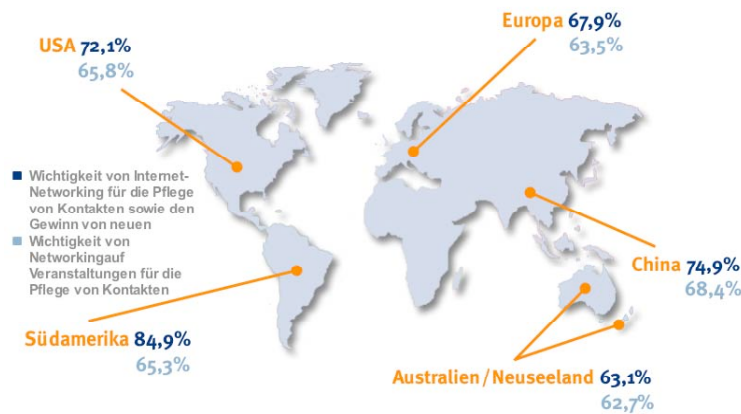 USA 72,1%
65,8%
Europa 67,9%
63,5%
Wichtigkeit von Internet-
Networking für die Pflege
von Kontakten sowie den
Gewinn von neuen
Wichtigkeit von
Networkingauf
Veranstaltungen für die
Pflege von Kontakten
China 74,9%
68,4%
Südamerika 84,9%
65,3%
Australien/Neuseeland 63,1%
62,7%